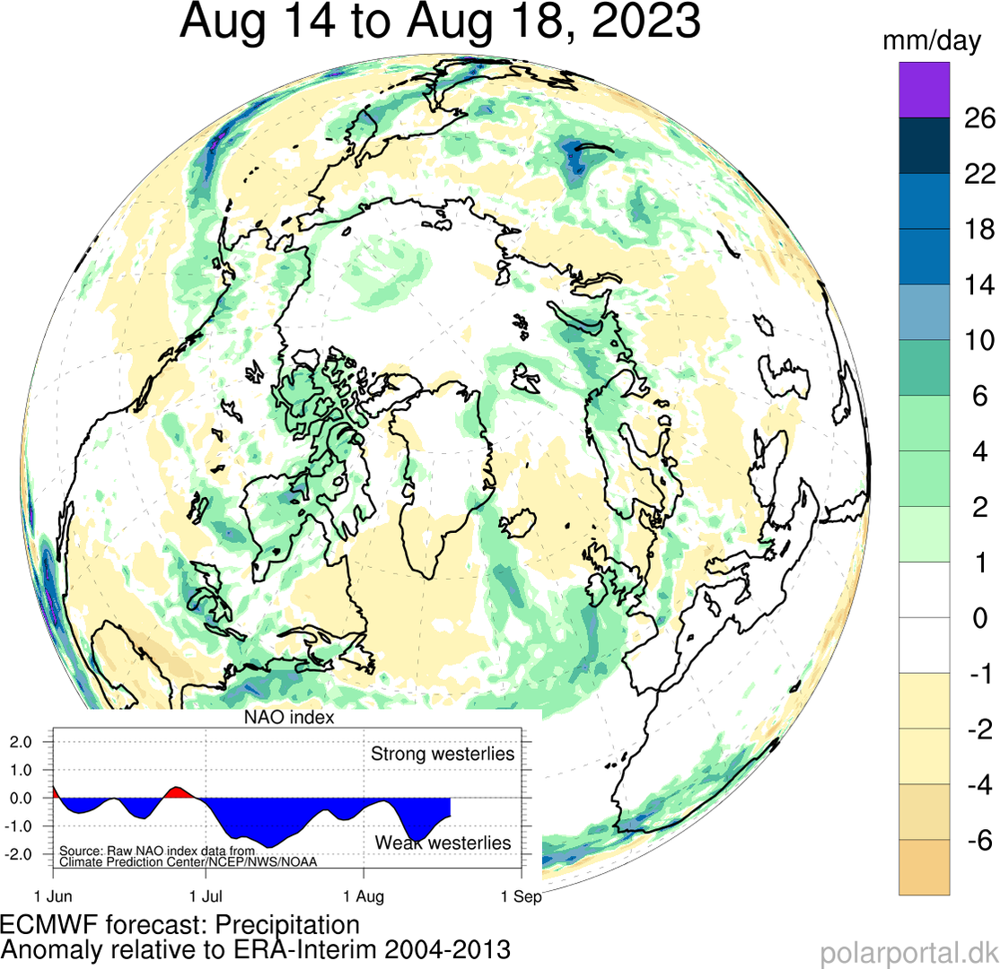 Aug 14 to Aug 18, 2023
mm/day
26
22
18
14
10
6
4
2
1
0
-1
-2
-4
-6
NAO index
2.0
1.0
0.0
-1.0
-2.0
Strong westerlies
Weak westerlies
Source: Raw NAO index data from
Climate Prediction Center/NCEP/NWS/NOAA
1 Jun
1 Jul
1 Aug
1 Sep
ECMWF forecast: Precipitation
Anomaly relative to ERA-Interim 2004-2013
polarportal.dk